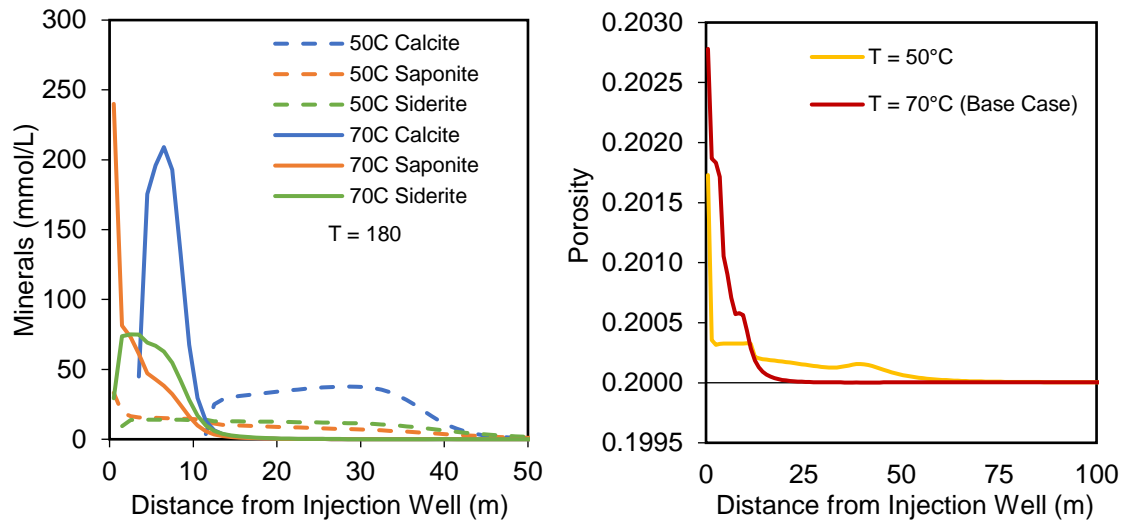 300
250
200
150
100
50
0
Minerals (mmol/L)
50C Calcite
50C Saponite
50C Siderite
70C Calcite
70C Saponite
70C Siderite
T = 180
0 10 20 30 40 50
Distance from Injection Well (m)
0.2030
0.2025
0.2020
0.2015
0.2010
0.2005
0.2000
0.1995
Porosity
T = 50°C
T = 70°C (Base Case)
0 25 50 75 100
Distance from Injection Well (m)